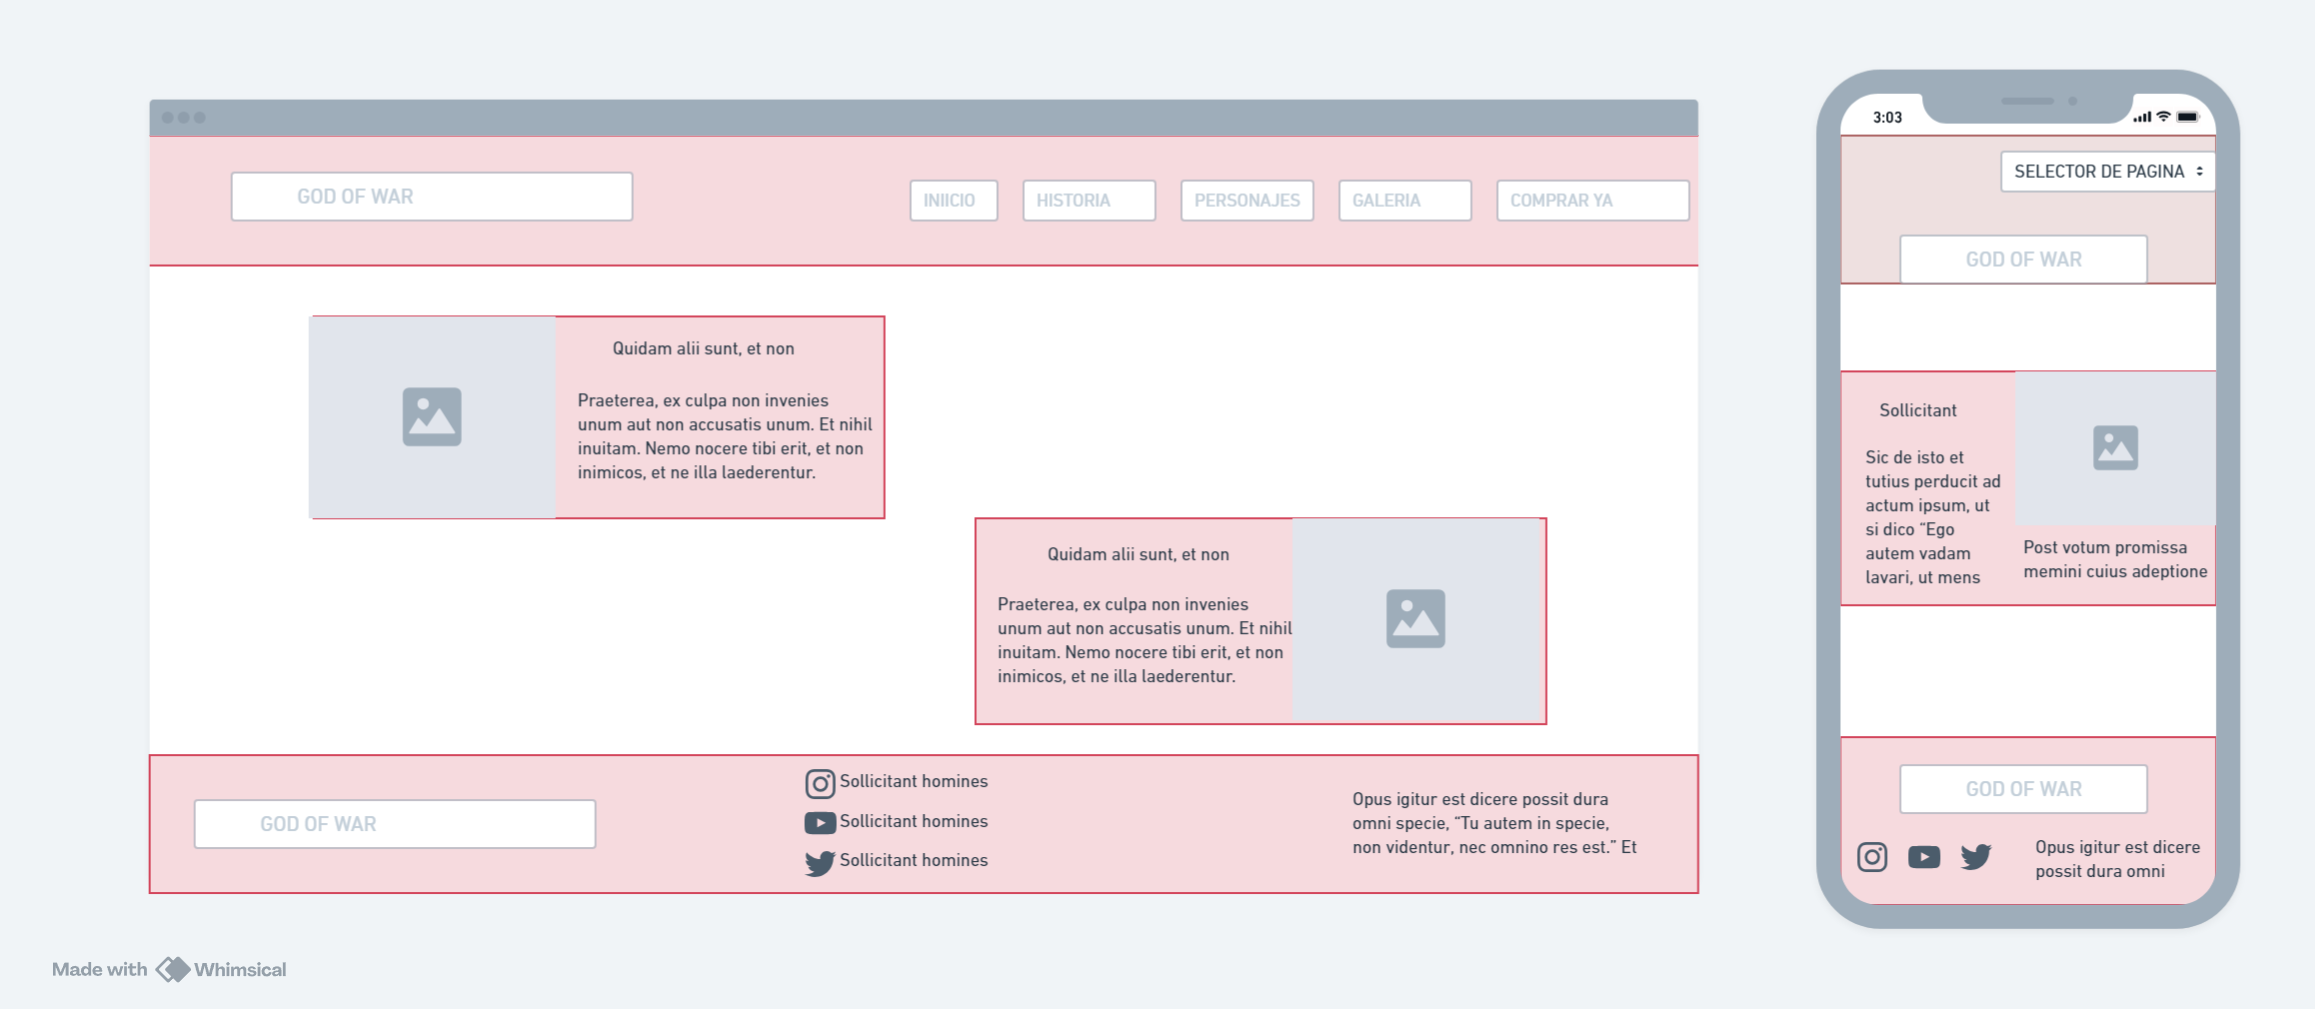 GOD OF WAR
INIICIO
HISTORIA
PERSONAJES
GALERIA
COMPRAR YA
Quidam alii sunt, et non
Praeterea, ex culpa non invenies
unum aut non accusatis unum. Et nihil
inuitam. Nemo nocere tibi erit, et non
inimicos, et ne illa laederentur.
Quidam alii sunt, et non
Praeterea, ex culpa non invenies
unum aut non accusatis unum. Et nihil
inuitam. Nemo nocere tibi erit, et non
inimicos, et ne illa laederentur.
GOD OF WAR
Sollicitant homines
Sollicitant homines
Sollicitant homines
Opus igitur est dicere possit dura
omni specie, “Tu autem in specie,
non videntur, nec omnino res est.” Et
3:03
SELECTOR DE PAGINA
GOD OF WAR
Sollicitant
Sic de isto et
tutius perducit ad
actum ipsum, ut
si dico “Ego
autem vadam
lavari, ut mens
Post votum promissa
memini cuius adeptione
GOD OF WAR
Opus igitur est dicere
possit dura omni
Made with Whimsical